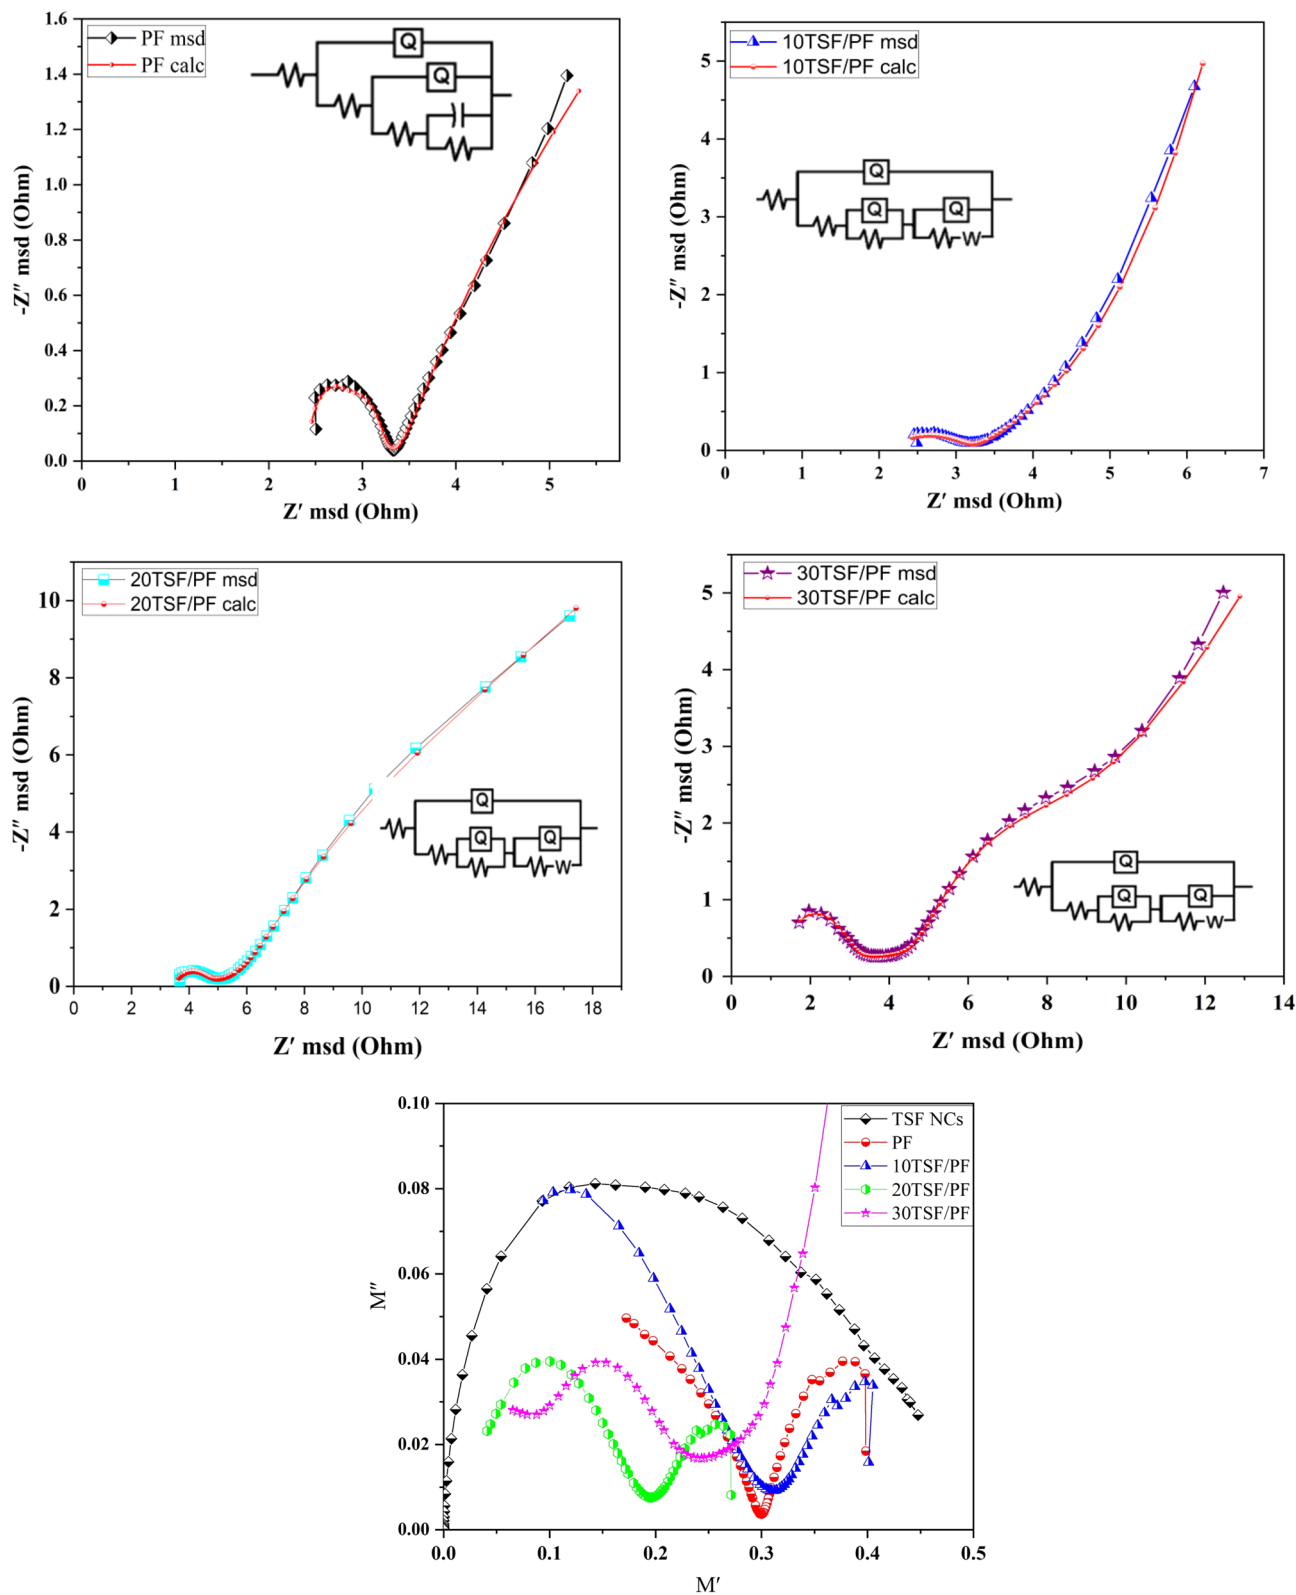 PF msd
PF calc
Q
Q
1.6
1.4
1.2
1.0
0.8
0.6
0.4
0.2
0.0
0 1 2 3 4 5
-Z″ msd (Ohm)
Z′ msd (Ohm)
10TSF/PF msd
10TSF/PF calc
Q
Q Q
W
5
4
3
2
1
0
0 1 2 3 4 5 6 7
-Z″ msd (Ohm)
Z′ msd (Ohm)
20TSF/PF msd
20TSF/PF calc
Q
Q Q
W
10
8
6
4
2
0
0 2 4 6 8 10 12 14 16 18
-Z″ msd (Ohm)
Z′ msd (Ohm)
30TSF/PF msd
30TSF/PF calc
Q
Q Q
W
5
4
3
2
1
0
0 2 4 6 8 10 12 14
-Z″ msd (Ohm)
Z′ msd (Ohm)
TSF NCs
PF
10TSF/PF
20TSF/PF
30TSF/PF
0.10
0.08
0.06
0.04
0.02
0.00
0.0 0.1 0.2 0.3 0.4 0.5
M″
M′